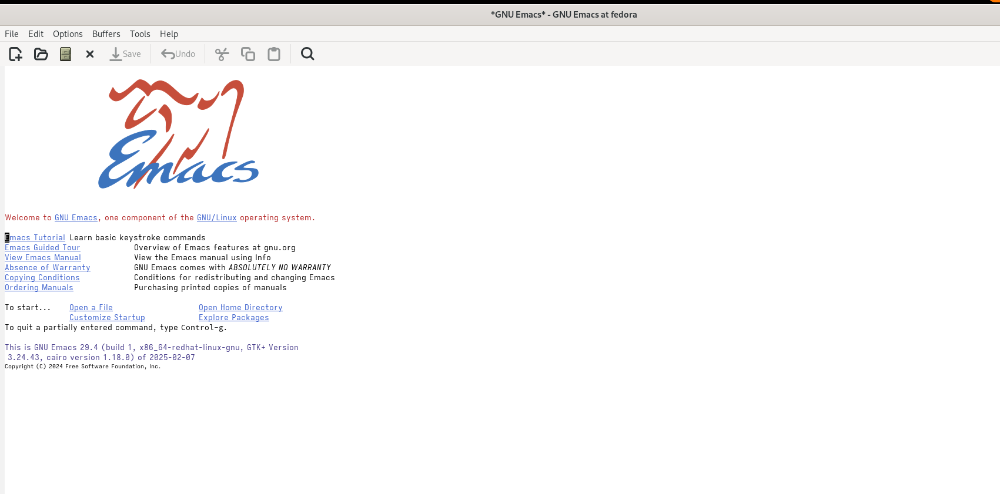 *GNU Emacs* - GNU Emacs at fedora
File Edit Options Buffers Tools Help
Save Undo
Emacs
Welcome to GNU Emacs, one component of the GNU/Linux operating system.
Emacs Tutorial Learn basic keystroke commands
Emacs Guided Tour Overview of Emacs features at gnu.org
View Emacs Manual View the Emacs manual using Info
Absence of Warranty GNU Emacs comes with ABSOLUTELY NO WARRANTY
Copying Conditions Conditions for redistributing and changing Emacs
Ordering Manuals Purchasing printed copies of manuals
To start... Open a File Open Home Directory
Customize Startup Explore Packages
To quit a partially entered command, type Control-g.
This is GNU Emacs 29.4 (build 1, x86_64-redhat-linux-gnu, GTK+ Version
3.24.43, cairo version 1.18.0) of 2025-02-07
Copyright (C) 2024 Free Software Foundation, Inc.